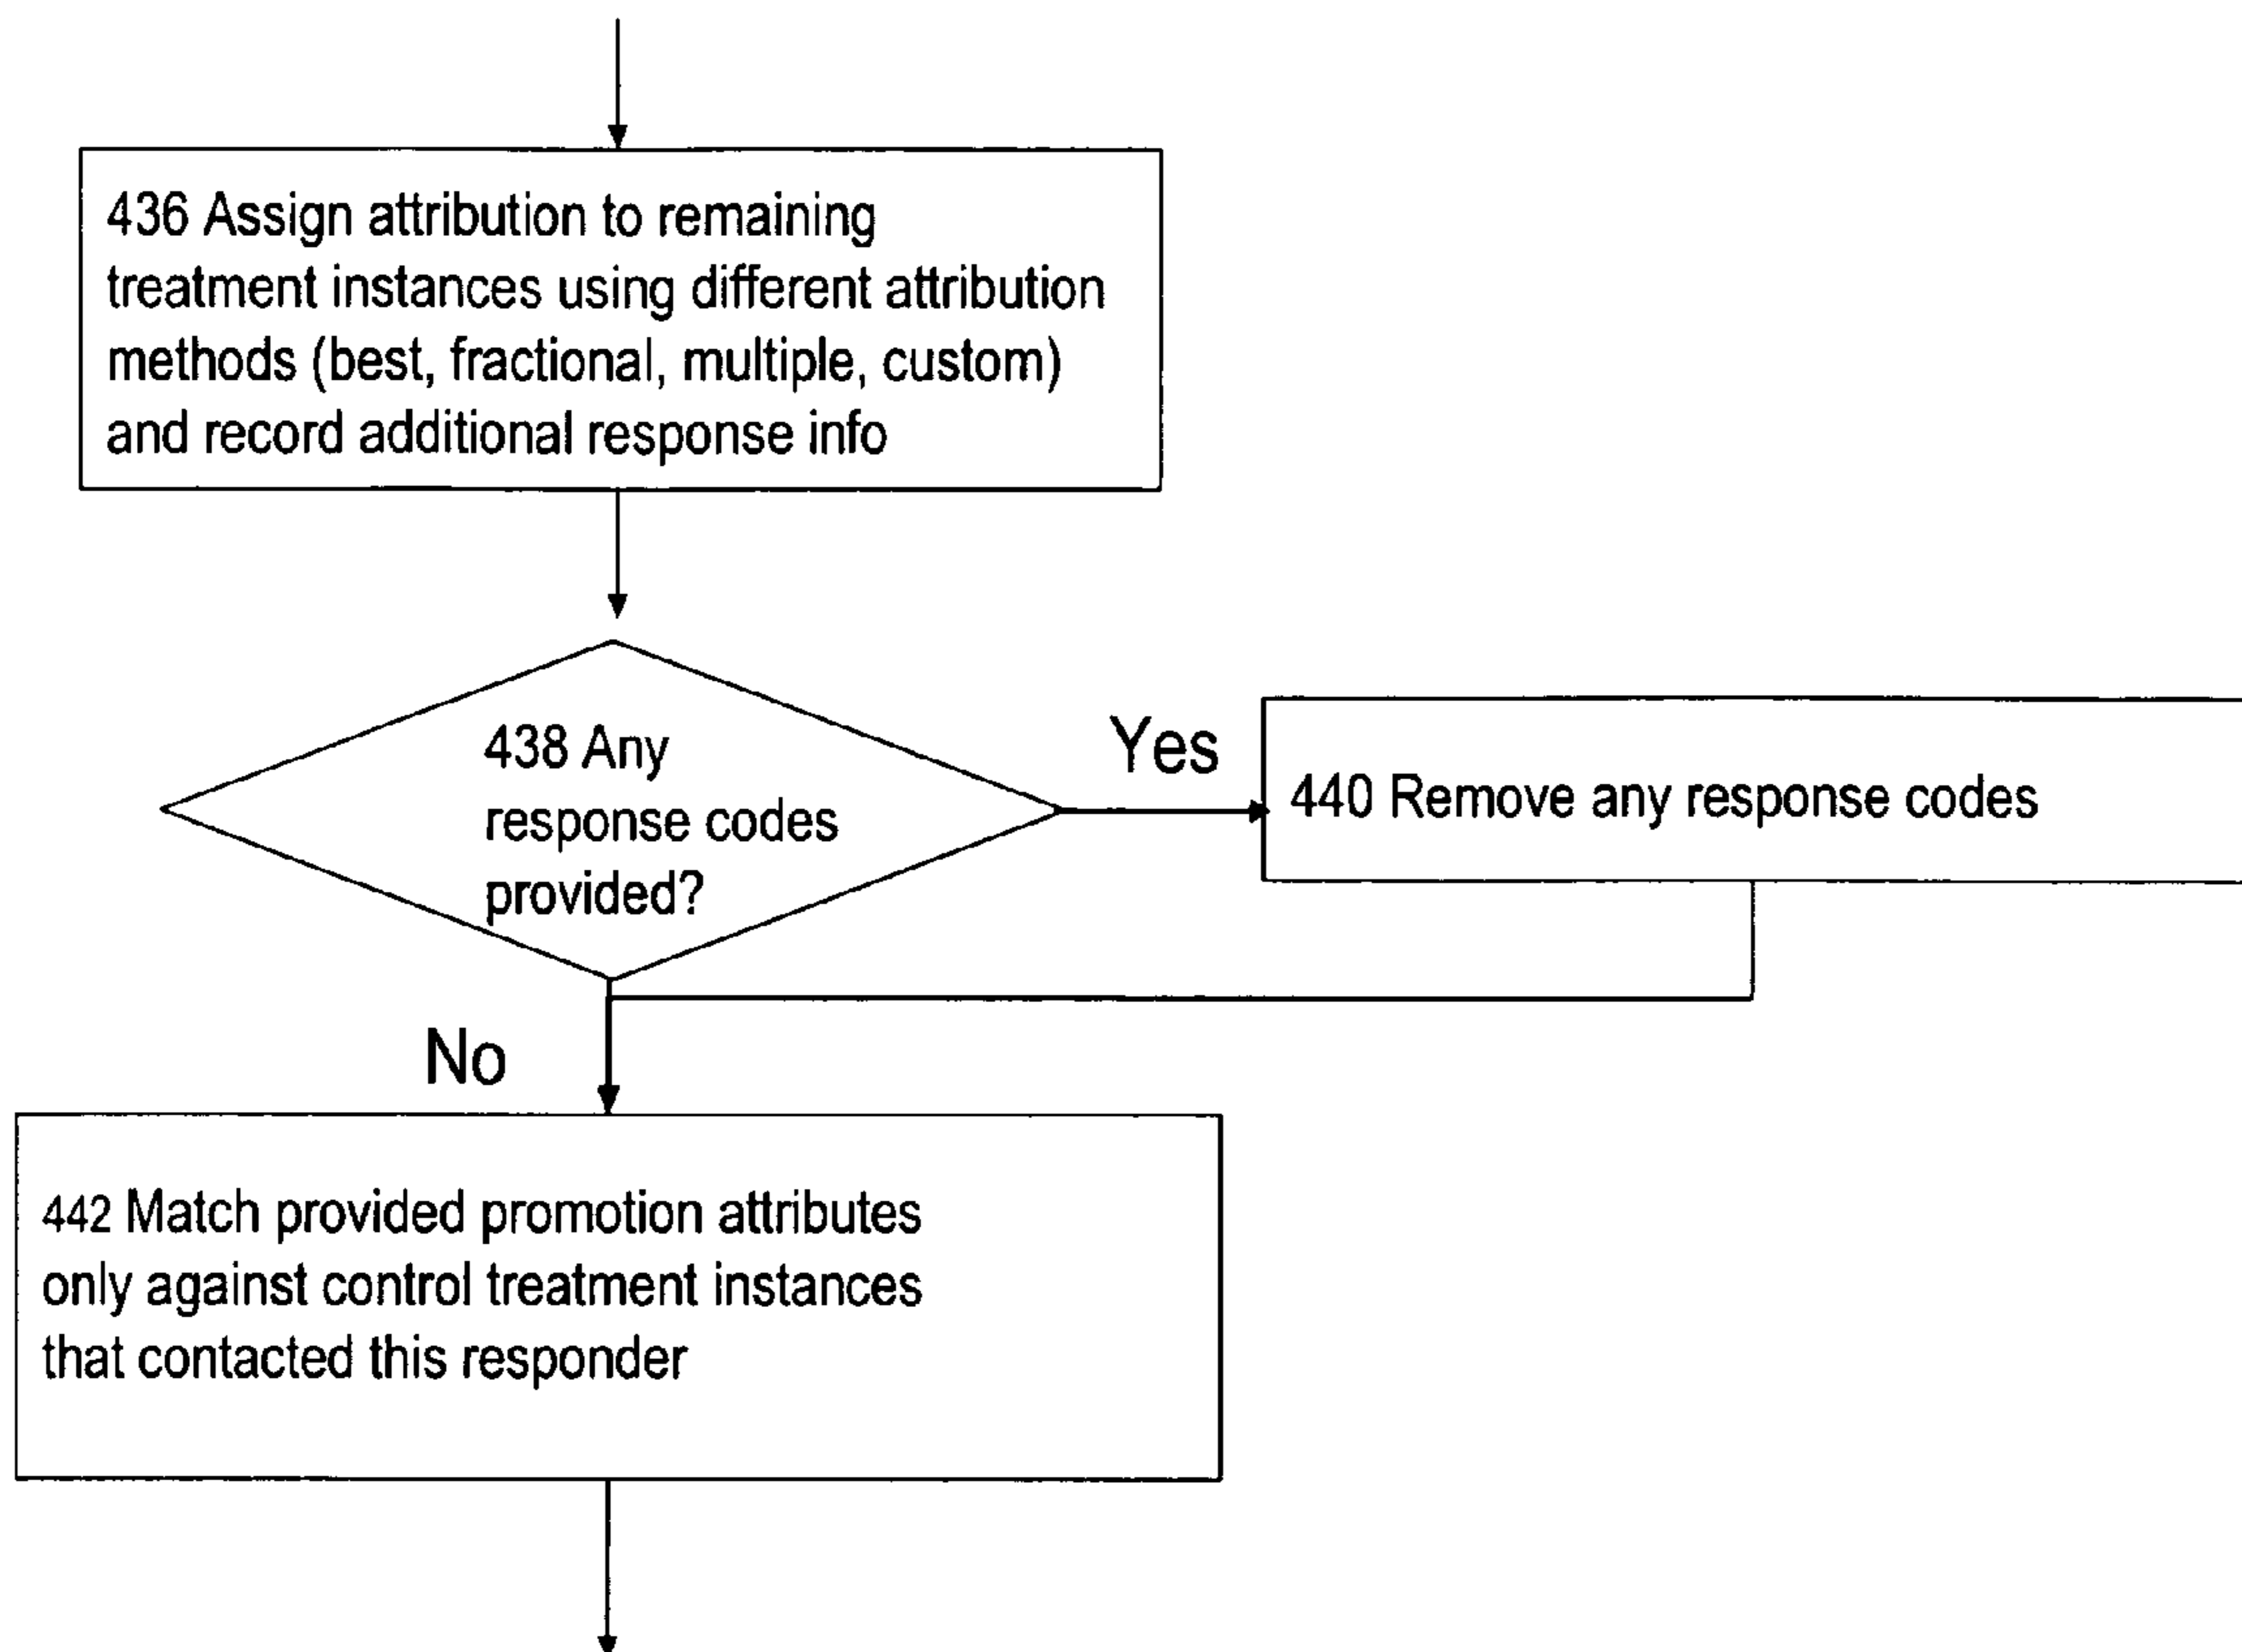 436 Assign attribution to remaining
treatment instances using different attribution
methods (best, fractional, multiple, custom)
and record additional response info
438 Any
response codes
provided?
Yes
440 Remove any response codes
No
442 Match provided promotion attributes
only against control treatment instances
that contacted this responder